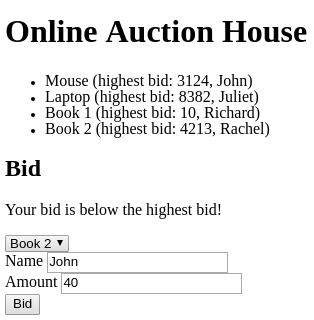 Online Auction House
Mouse (highest bid: 3124, John)
Laptop (highest bid: 8382, Juliet)
Book 1 (highest bid: 10, Richard)
Book 2 (highest bid: 4213, Rachel)
Bid
Your bid is below the highest bid!
Book 2 ▼
Name John
Amount 40
Bid